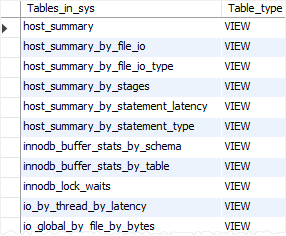 Tables_in_sys Table_type
host_summary VIEW
host_summary_by_file_io VIEW
host_summary_by_file_io_type VIEW
host_summary_by_stages VIEW
host_summary_by_statement_latency VIEW
host_summary_by_statement_type VIEW
innodb_buffer_stats_by_schema VIEW
innodb_buffer_stats_by_table VIEW
innodb_lock_waits VIEW
io_by_thread_by_latency VIEW
io_global_by_file_by_bytes VIEW